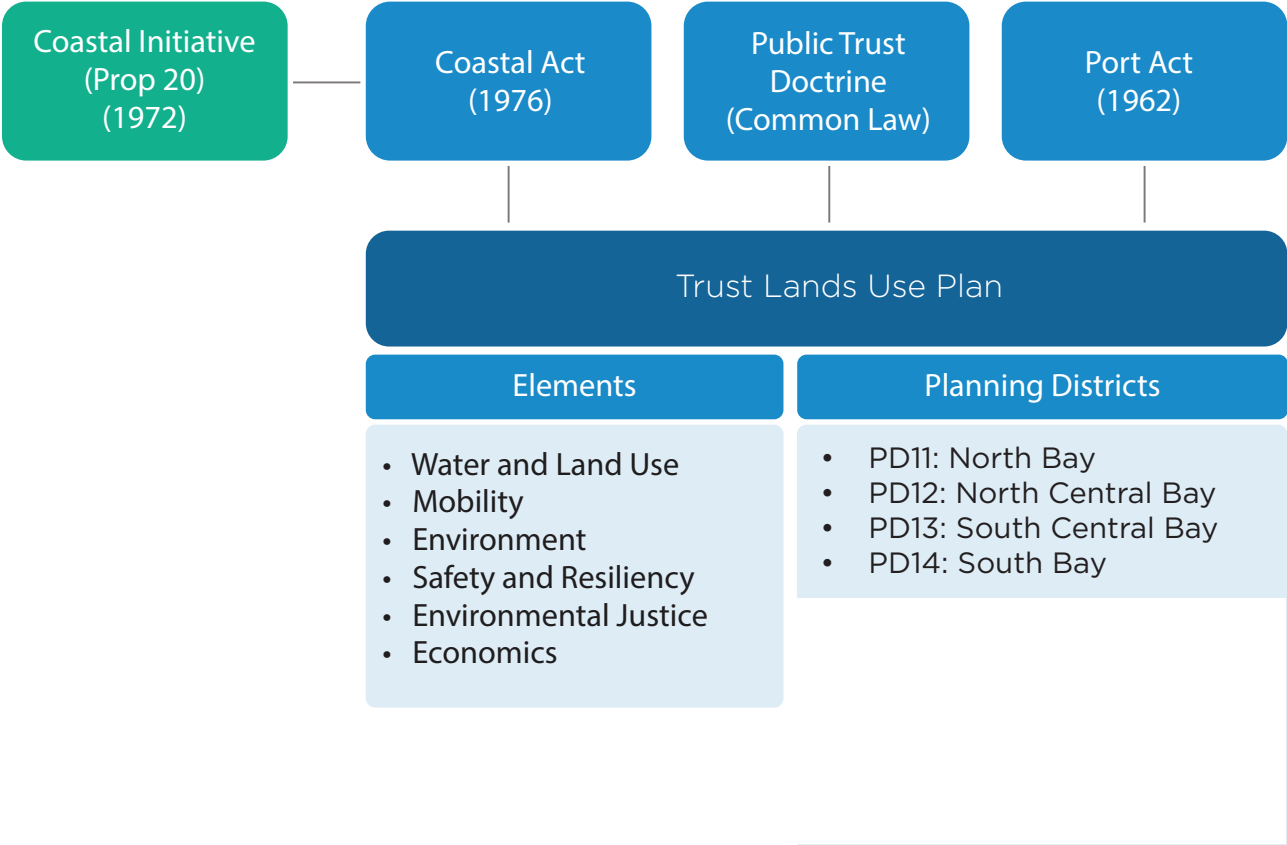 Coastal Initiative
(Prop 20)
(1972)
Coastal Act
(1976)
Public Trust
Doctrine
(Common Law)
Port Act
(1962)
Trust Lands Use Plan
Elements
• Water and Land Use
• Mobility
• Environment
• Safety and Resiliency
• Environmental Justice
• Economics
Planning Districts
• PD11: North Bay
• PD12: North Central Bay
• PD13: South Central Bay
• PD14: South Bay